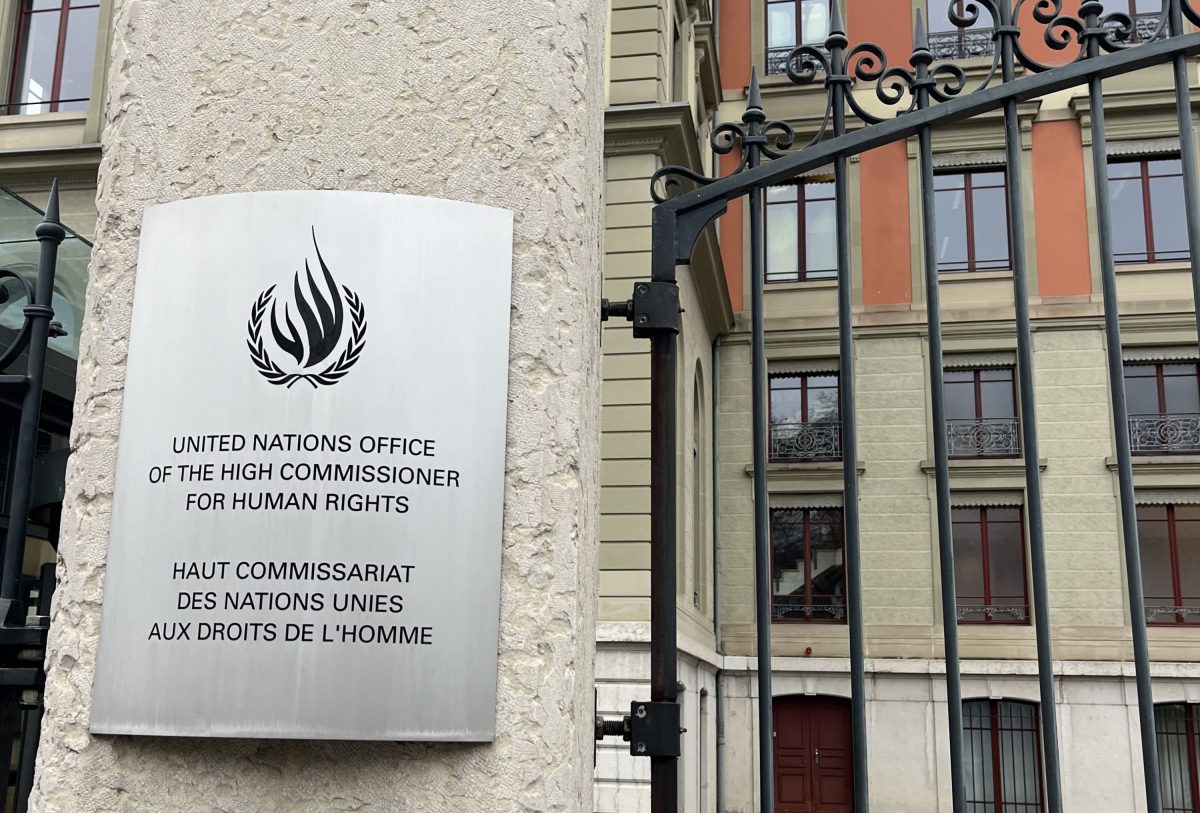 UNITED NATIONS OFFICE
OF THE HIGH COMMISSIONER
FOR HUMAN RIGHTS
HAUT COMMISSARIAT
DES NATIONS UNIES
AUX DROITS DE L'HOMME